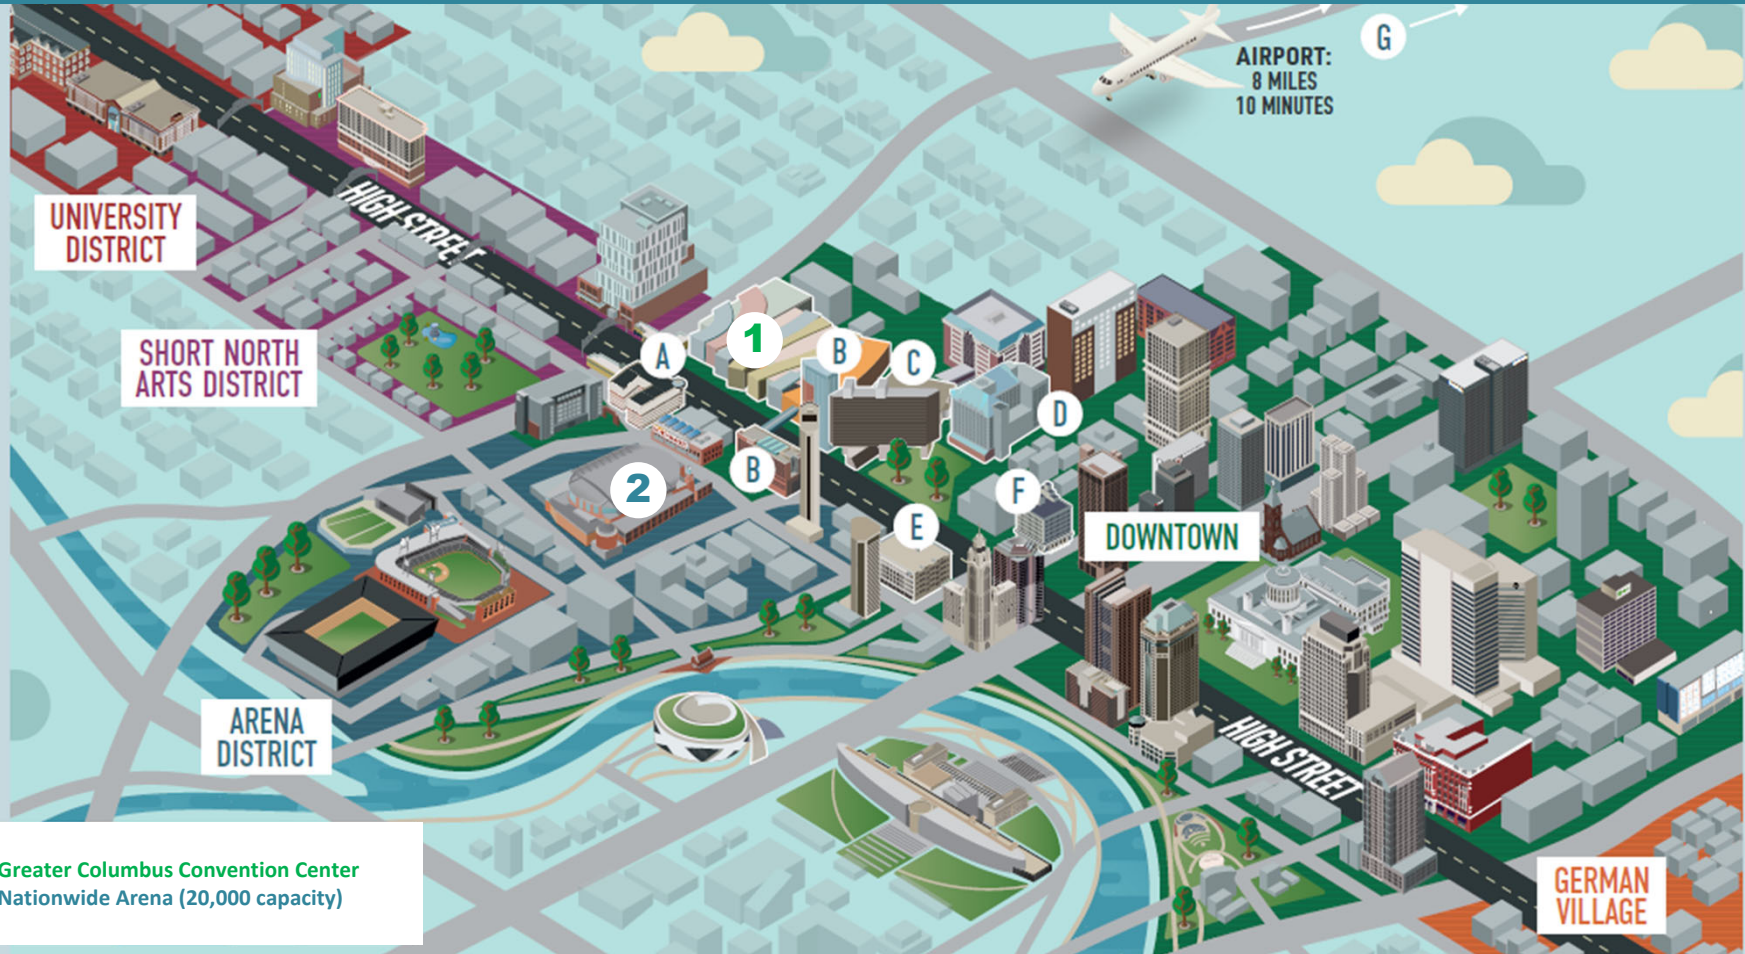 G
AIRPORT:
8 MILES
10 MINUTES
UNIVERSITY
DISTRICT
HIGH STREET
SHORT NORTH
ARTS DISTRICT
1
A
B
C
D
B
2
F
E
DOWNTOWN
ARENA
DISTRICT
HIGH STREET
Greater Columbus Convention Center
Nationwide Arena (20,000 capacity)
GERMAN
VILLAGE